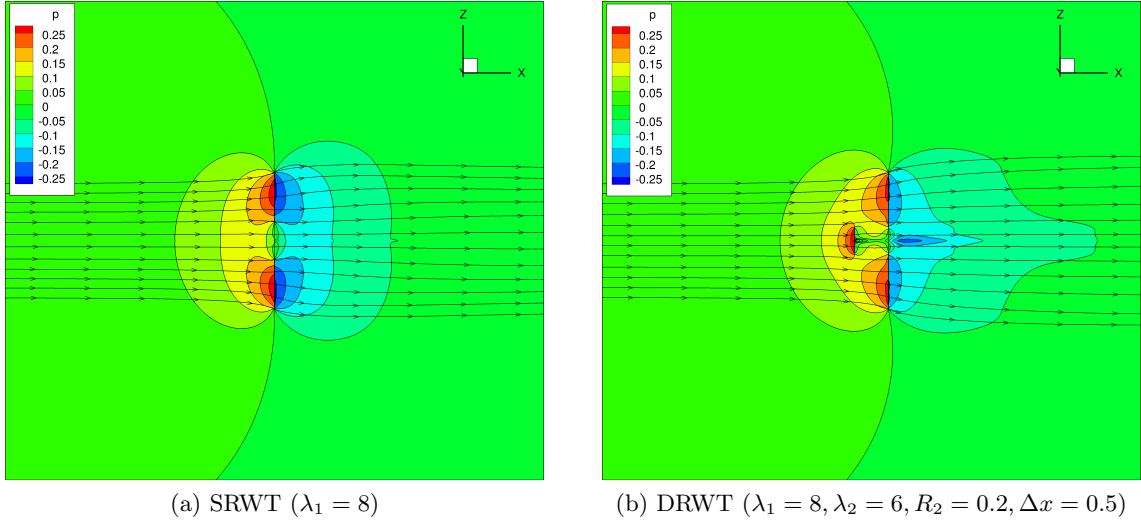 p
0.25
0.2
0.15
0.1
0.05
0
-0.05
-0.1
-0.15
-0.2
-0.25
Z
Y
X
p
0.25
0.2
0.15
0.1
0.05
0
-0.05
-0.1
-0.15
-0.2
-0.25
Z
Y
X
(a) SRWT (λ₁ = 8)
(b) DRWT (λ₁ = 8, λ₂ = 6, R₂ = 0.2, Δx = 0.5)